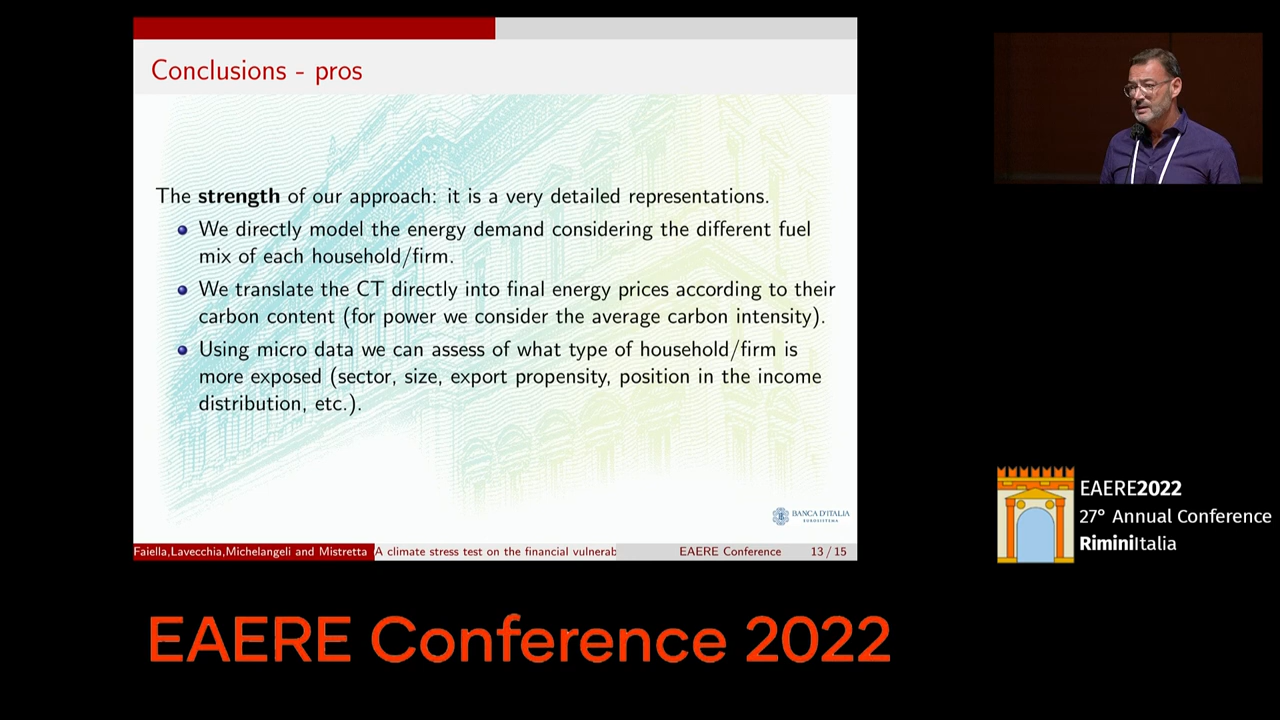 Conclusions - pros
The strength of our approach: it is a very detailed representations.
We directly model the energy demand considering the different fuel
mix of each household/firm.
We translate the CT directly into final energy prices according to their
carbon content (for power we consider the average carbon intensity).
Using micro data we can assess of what type of household/firm is
more exposed (sector, size, export propensity, position in the income
distribution, etc.).
BANCA D'ITALIA
EUROSISTEMA
Faiella,Lavecchia,Michelangeli and Mistretta A climate stress test on the financial vulnerab EAERE Conference 13 / 15
EAERE2022
27° Annual Conference
RiminiItalia
EAERE Conference 2022